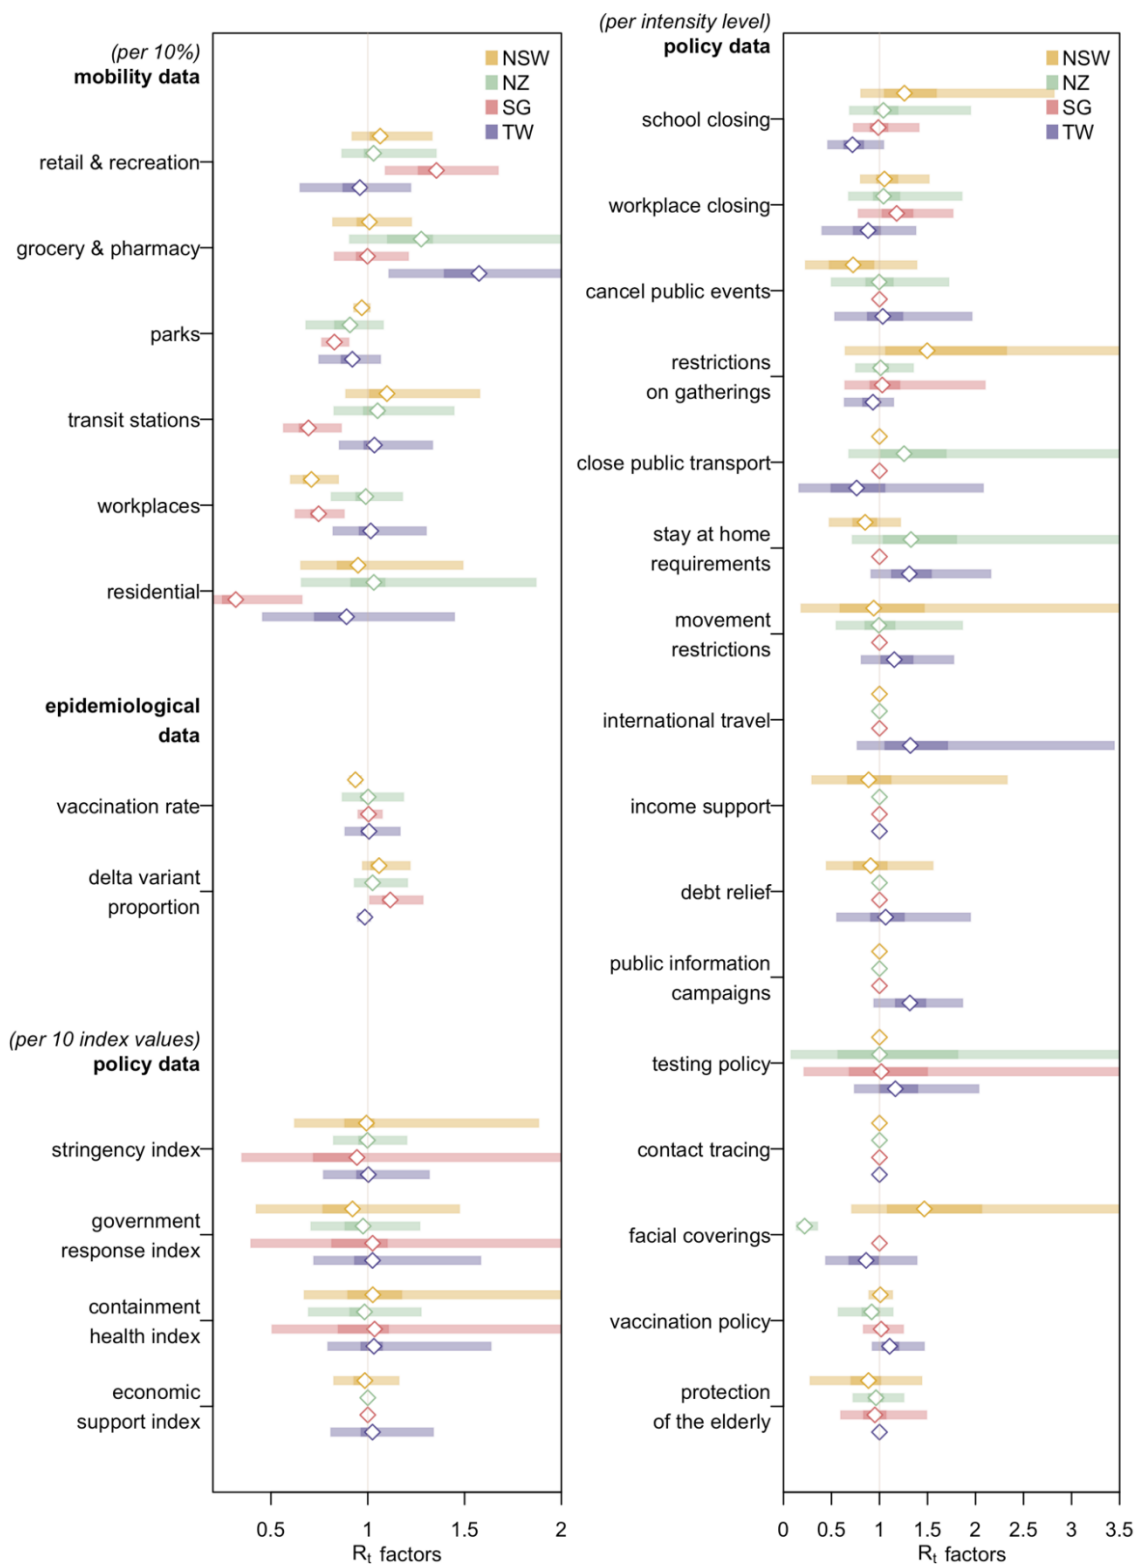 (per 10%)
mobility data
NSW
NZ
SG
TW
retail & recreation
grocery & pharmacy
parks
transit stations
workplaces
residential
epidemiological
data
vaccination rate
delta variant
proportion
(per 10 index values)
policy data
stringency index
government
response index
containment
health index
economic
support index
0.5 1 1.5 2
Rt factors
(per intensity level)
policy data
NSW
NZ
SG
TW
school closing
workplace closing
cancel public events
restrictions
on gatherings
close public transport
stay at home
requirements
movement
restrictions
international travel
income support
debt relief
public information
campaigns
testing policy
contact tracing
facial coverings
vaccination policy
protection
of the elderly
0 0.5 1 1.5 2 2.5 3 3.5
Rt factors